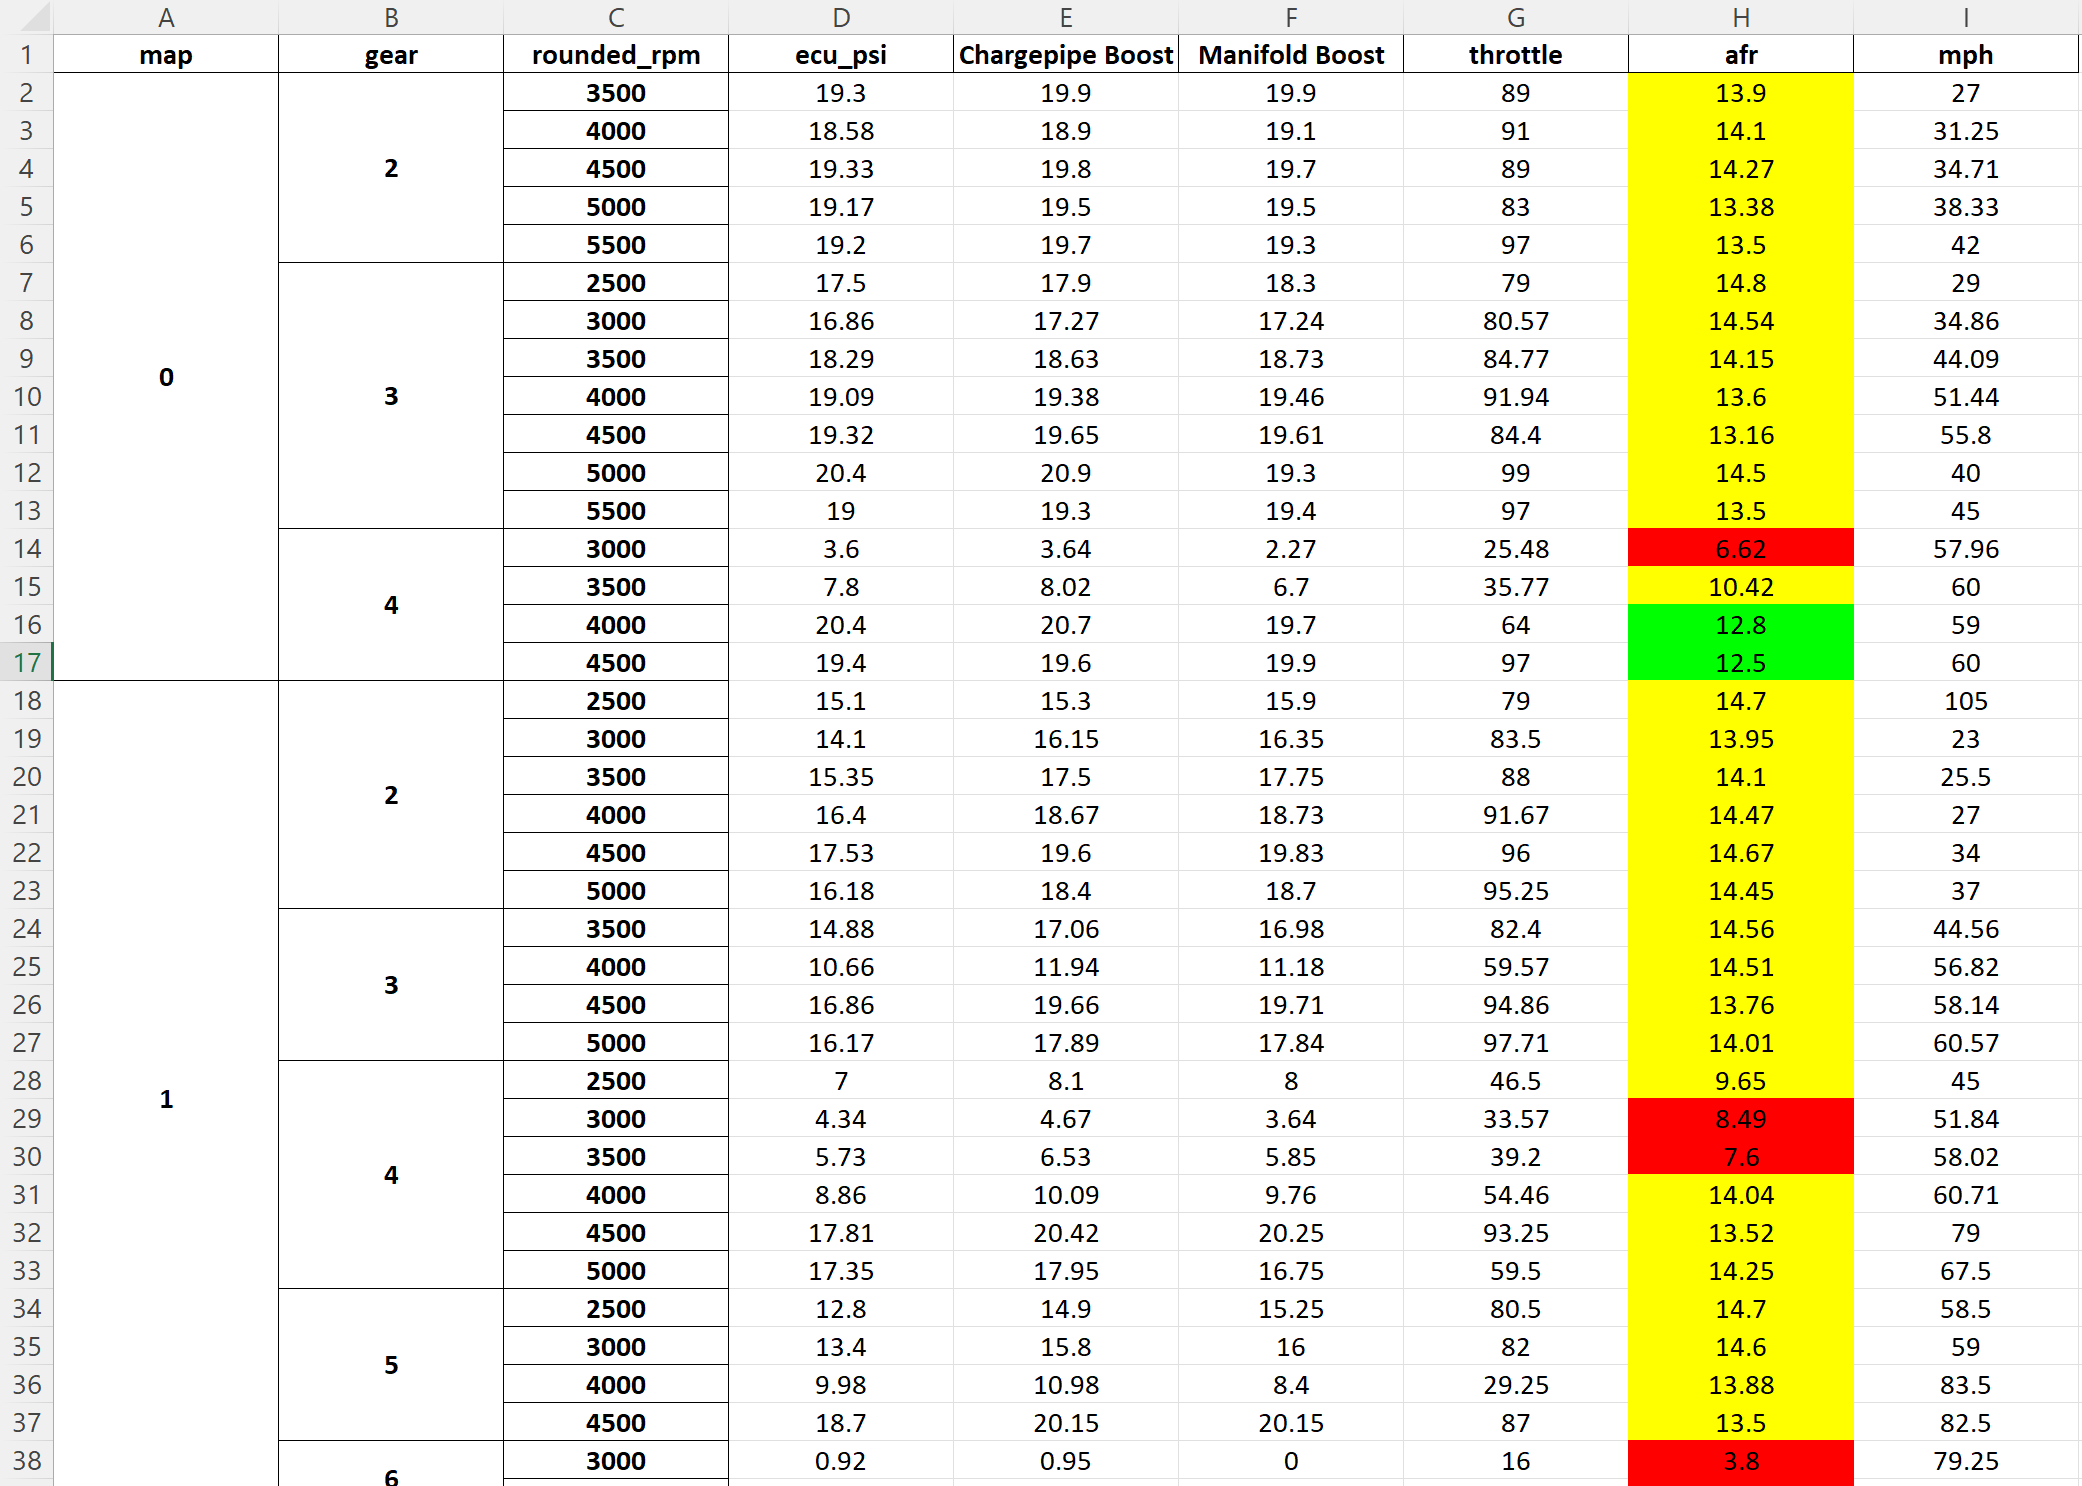 A B C D E F G H I
1 map gear rounded_rpm ecu_psi Chargepipe Boost Manifold Boost throttle afr mph
2 3500 19.3 19.9 19.9 89 13.9 27
3 4000 18.58 18.9 19.1 91 14.1 31.25
4 2 4500 19.33 19.8 19.7 89 14.27 34.71
5 5000 19.17 19.5 19.5 83 13.38 38.33
6 5500 19.2 19.7 19.3 97 13.5 42
7 2500 17.5 17.9 18.3 79 14.8 29
8 3000 16.86 17.27 17.24 80.57 14.54 34.86
9 0 3500 18.29 18.63 18.73 84.77 14.15 44.09
10 3 4000 19.09 19.38 19.46 91.94 13.6 51.44
11 4500 19.32 19.65 19.61 84.4 13.16 55.8
12 5000 20.4 20.9 19.3 99 14.5 40
13 5500 19 19.3 19.4 97 13.5 45
14 3000 3.6 3.64 2.27 25.48 6.62 57.96
15 4 3500 7.8 8.02 6.7 35.77 10.42 60
16 4000 20.4 20.7 19.7 64 12.8 59
17 4500 19.4 19.6 19.9 97 12.5 60
18 2500 15.1 15.3 15.9 79 14.7 105
19 3000 14.1 16.15 16.35 83.5 13.95 23
20 2 3500 15.35 17.5 17.75 88 14.1 25.5
21 4000 16.4 18.67 18.73 91.67 14.47 27
22 4500 17.53 19.6 19.83 96 14.67 34
23 5000 16.18 18.4 18.7 95.25 14.45 37
24 3500 14.88 17.06 16.98 82.4 14.56 44.56
25 3 4000 10.66 11.94 11.18 59.57 14.51 56.82
26 4500 16.86 19.66 19.71 94.86 13.76 58.14
27 5000 16.17 17.89 17.84 97.71 14.01 60.57
28 1 2500 7 8.1 8 46.5 9.65 45
29 3000 4.34 4.67 3.64 33.57 8.49 51.84
30 4 3500 5.73 6.53 5.85 39.2 7.6 58.02
31 4000 8.86 10.09 9.76 54.46 14.04 60.71
32 4500 17.81 20.42 20.25 93.25 13.52 79
33 5000 17.35 17.95 16.75 59.5 14.25 67.5
34 2500 12.8 14.9 15.25 80.5 14.7 58.5
35 5 3000 13.4 15.8 16 82 14.6 59
36 4000 9.98 10.98 8.4 29.25 13.88 83.5
37 4500 18.7 20.15 20.15 87 13.5 82.5
38 6 3000 0.92 0.95 0 16 3.8 79.25